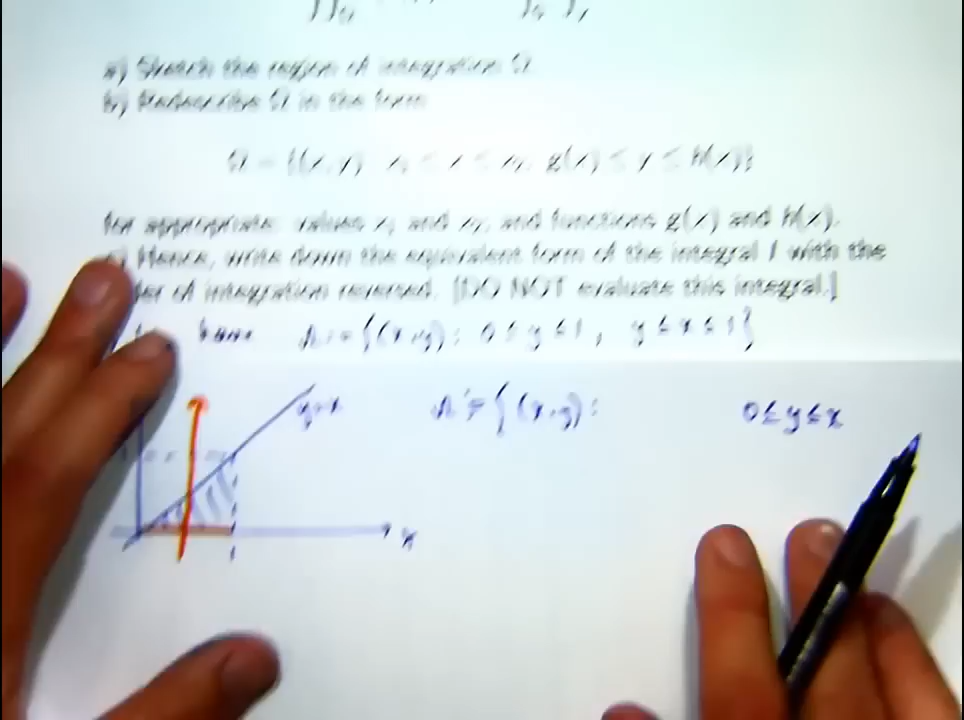 a) Sketch the region of integration Ω
b) Redescribe Ω in the form
Ω = {(x, y) x₁ ≤ x ≤ x₂, g(x) ≤ y ≤ h(x)}
for appropriate values x₁ and x₂, and functions g(x) and h(x).
Hence, write down the equivalent form of the integral I with the
of integration reversed. [DO NOT evaluate this integral.]
have Ω := {(x,y): 0 ≤ y ≤ 1, y ≤ x ≤ 1}
y=x
Ω = { (x,y): 0 ≤ y ≤ x
x